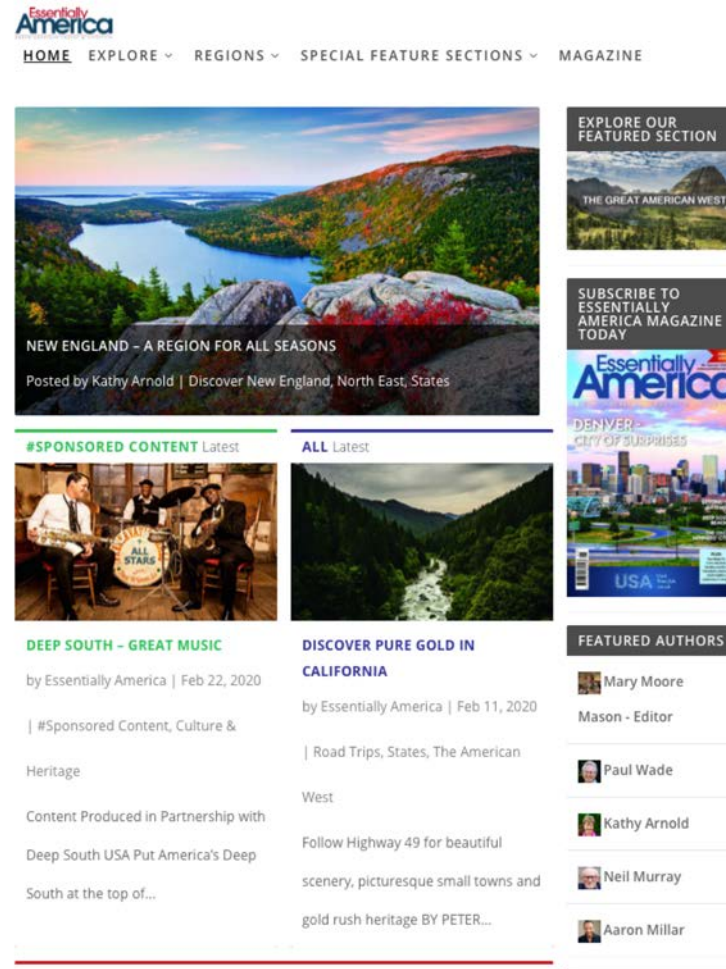 Essentially
America
HOME EXPLORE REGIONS SPECIAL FEATURE SECTIONS MAGAZINE
NEW ENGLAND – A REGION FOR ALL SEASONS
Posted by Kathy Arnold | Discover New England, North East, States
#SPONSORED CONTENT Latest
ALL
STARS
DEEP SOUTH – GREAT MUSIC
by Essentially America | Feb 22, 2020
| #Sponsored Content, Culture &
Heritage
Content Produced in Partnership with
Deep South USA Put America's Deep
South at the top of...
ALL Latest
DISCOVER PURE GOLD IN
CALIFORNIA
by Essentially America | Feb 11, 2020
| Road Trips, States, The American
West
Follow Highway 49 for beautiful
scenery, picturesque small towns and
gold rush heritage BY PETER...
EXPLORE OUR
FEATURED SECTION
THE GREAT AMERICAN WEST
SUBSCRIBE TO
ESSENTIALLY
AMERICA MAGAZINE
TODAY
Essentially
America
DENVER -
CITY OF SURPRISES
USA
FEATURED AUTHORS
Mary Moore
Mason - Editor
Paul Wade
Kathy Arnold
Neil Murray
Aaron Millar